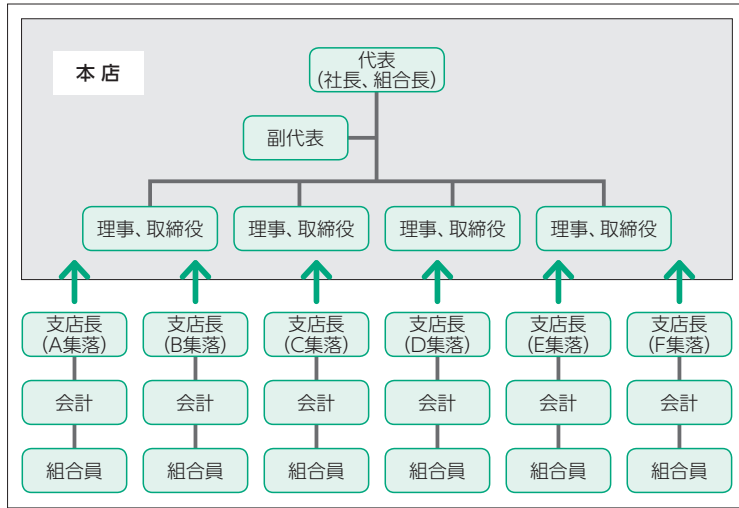 本 店
代表
(社長、組合長)
副代表
理事、取締役
理事、取締役
理事、取締役
理事、取締役
支店長
(A集落)
支店長
(B集落)
支店長
(C集落)
支店長
(D集落)
支店長
(E集落)
支店長
(F集落)
会計
会計
会計
会計
会計
会計
組合員
組合員
組合員
組合員
組合員
組合員